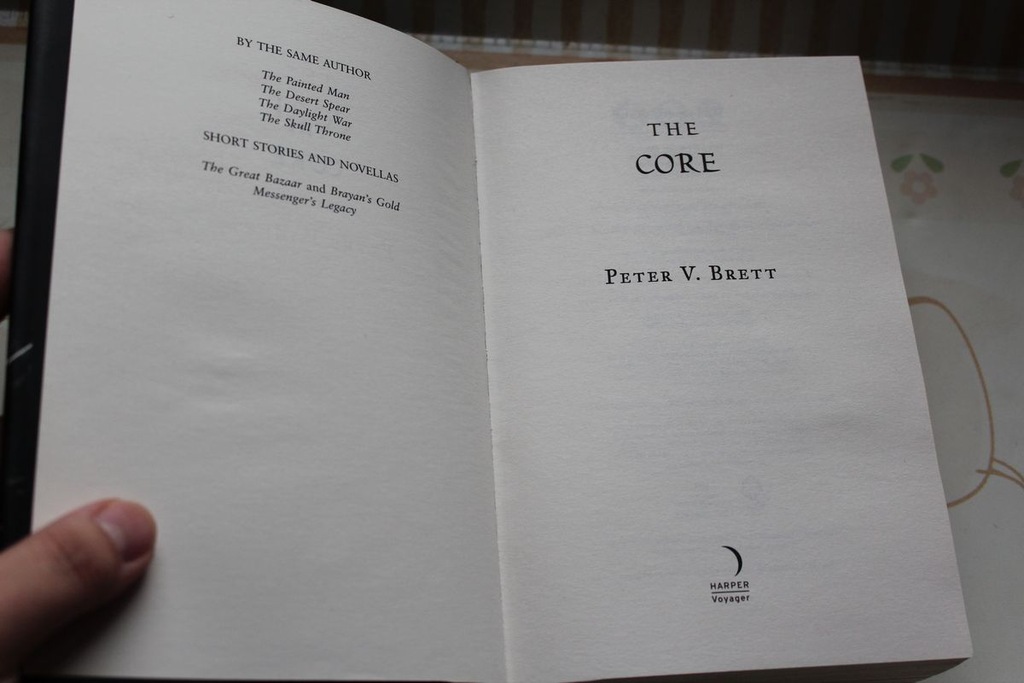 BY THE SAME AUTHOR
The Painted Man
The Desert Spear
The Daylight War
The Skull Throne
SHORT STORIES AND NOVELLAS
The Great Bazaar and Brayan's Gold
Messenger's Legacy
THE
CORE
PETER V. BRETT
HARPER
Voyager